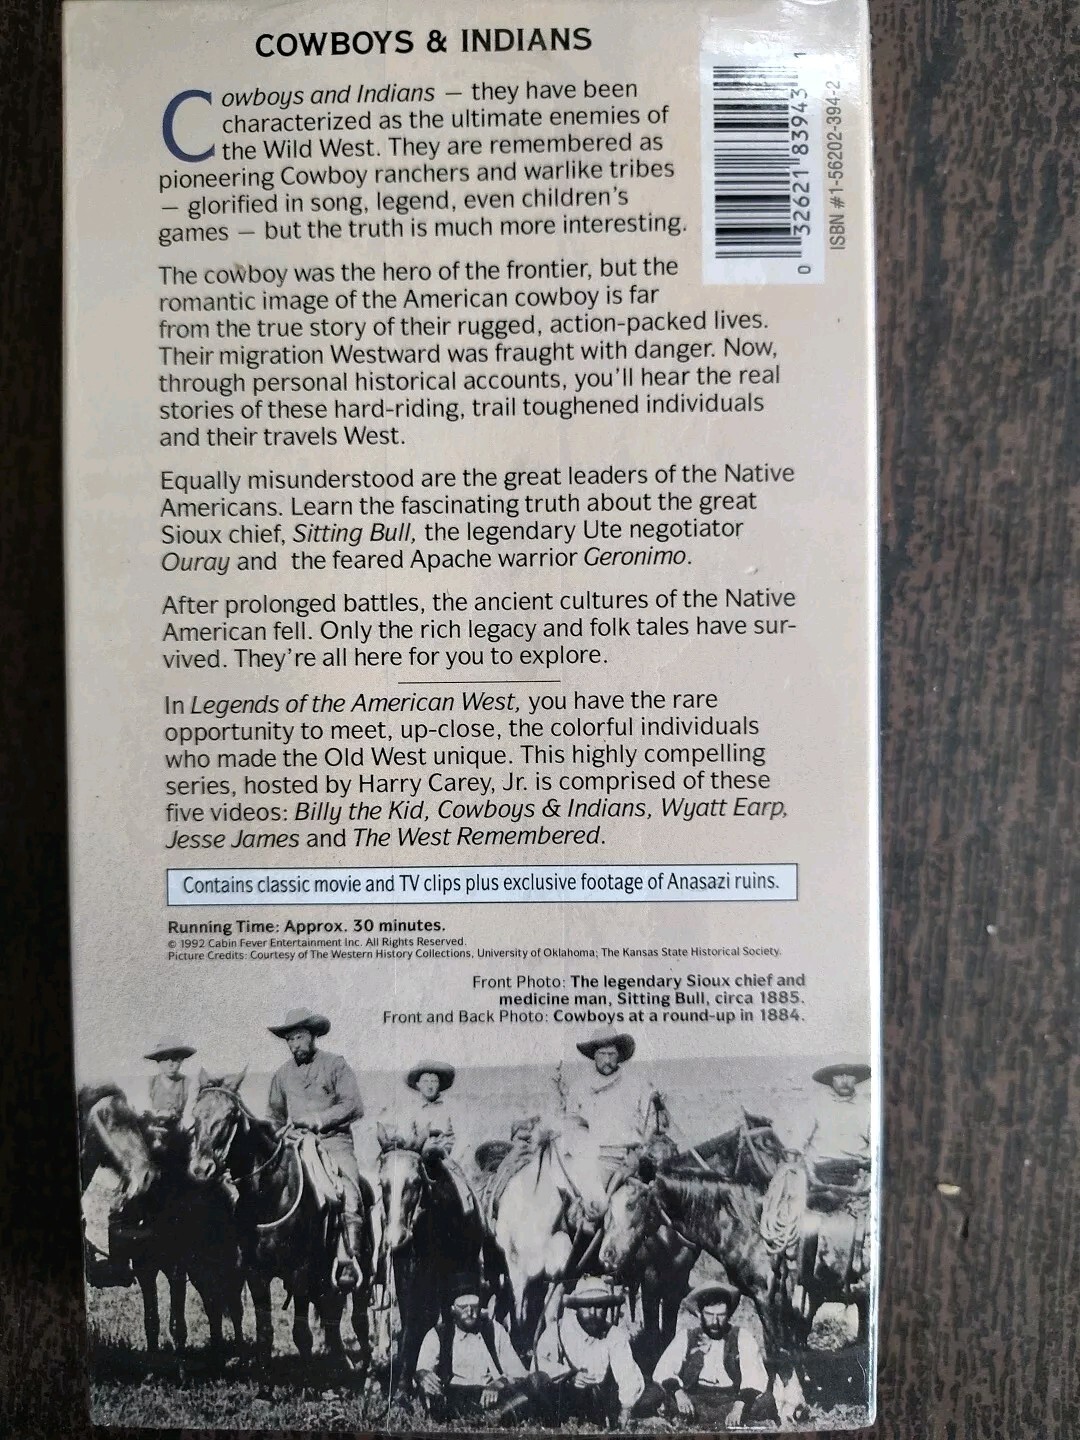 COWBOYS & INDIANS
Cowboys and Indians — they have been
characterized as the ultimate enemies of
the Wild West. They are remembered as
pioneering Cowboy ranchers and warlike tribes
— glorified in song, legend, even children's
games — but the truth is much more interesting.
0 32621 83943 1
ISBN #1-56202-394-2
The cowboy was the hero of the frontier, but the
romantic image of the American cowboy is far
from the true story of their rugged, action-packed lives.
Their migration Westward was fraught with danger. Now,
through personal historical accounts, you'll hear the real
stories of these hard-riding, trail toughened individuals
and their travels West.
Equally misunderstood are the great leaders of the Native
Americans. Learn the fascinating truth about the great
Sioux chief, Sitting Bull, the legendary Ute negotiator
Ouray and the feared Apache warrior Geronimo.
After prolonged battles, the ancient cultures of the Native
American fell. Only the rich legacy and folk tales have sur-
vived. They're all here for you to explore.
In Legends of the American West, you have the rare
opportunity to meet, up-close, the colorful individuals
who made the Old West unique. This highly compelling
series, hosted by Harry Carey, Jr. is comprised of these
five videos: Billy the Kid, Cowboys & Indians, Wyatt Earp,
Jesse James and The West Remembered.
Contains classic movie and TV clips plus exclusive footage of Anasazi ruins.
Running Time: Approx. 30 minutes.
© 1992 Cabin Fever Entertainment Inc. All Rights Reserved.
Picture Credits: Courtesy of The Western History Collections, University of Oklahoma; The Kansas State Historical Society.
Front Photo: The legendary Sioux chief and
medicine man, Sitting Bull, circa 1885.
Front and Back Photo: Cowboys at a round-up in 1884.